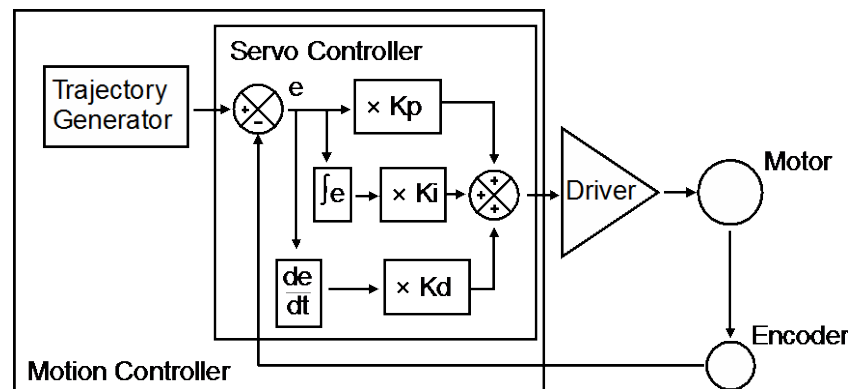 Servo Controller
Trajectory
Generator
e
+
−
× Kp
∫e
× Ki
+
+
+
de
dt
× Kd
Driver
Motor
Encoder
Motion Controller